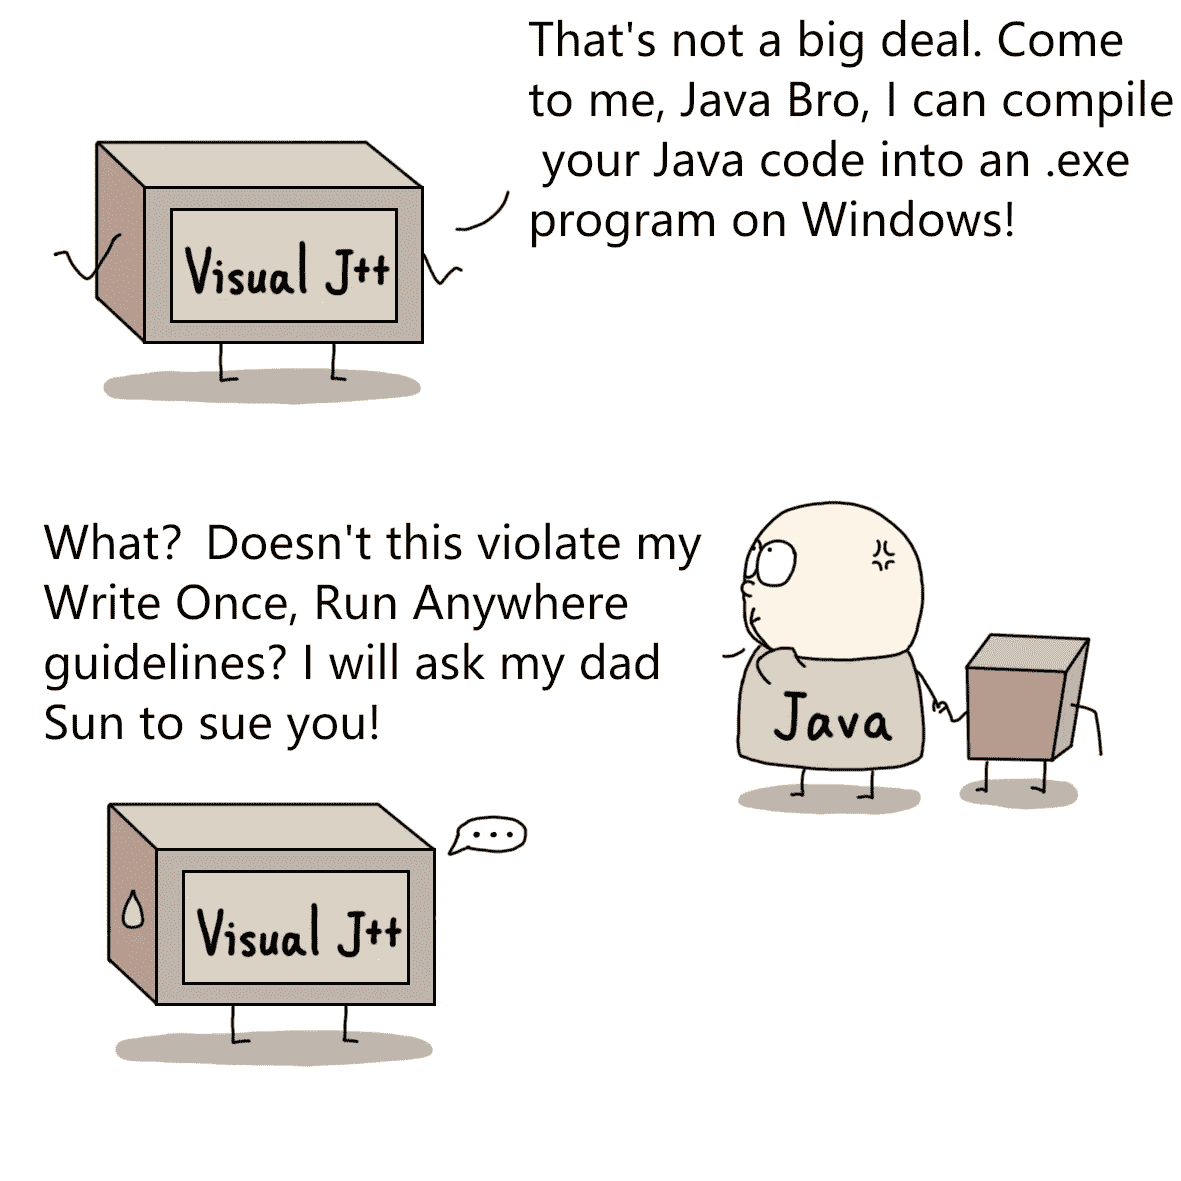 That's not a big deal. Come
to me, Java Bro, I can compile
your Java code into an .exe
program on Windows!
Visual J++
What? Doesn't this violate my
Write Once, Run Anywhere
guidelines? I will ask my dad
Sun to sue you!
Java
...
Visual J++